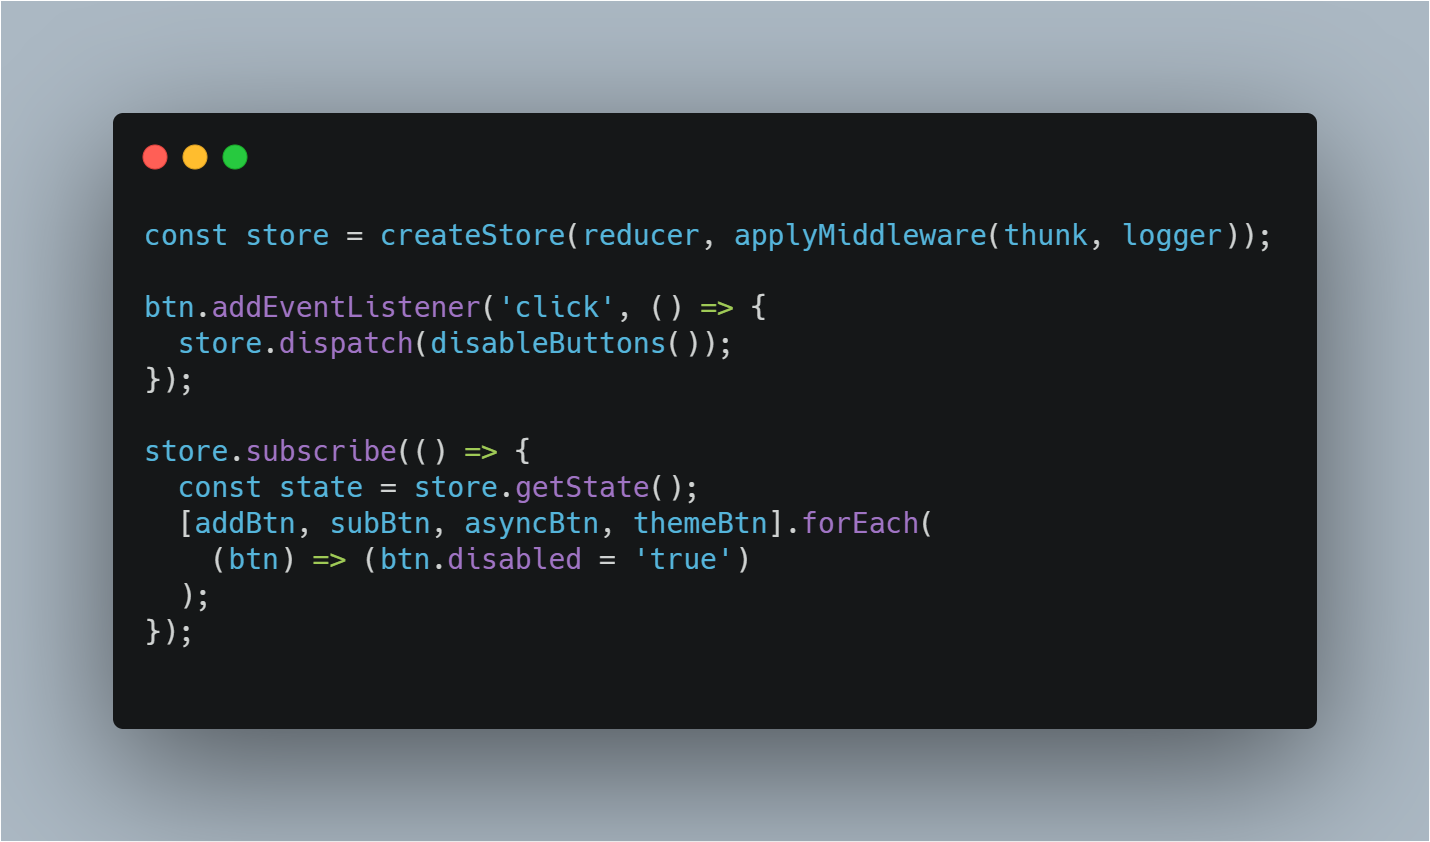 const store = createStore(reducer, applyMiddleware(thunk, logger));
btn.addEventListener('click', () => {
  store.dispatch(disableButtons());
});
store.subscribe(() => {
  const state = store.getState();
  [addBtn, subBtn, asyncBtn, themeBtn].forEach(
    (btn) => (btn.disabled = 'true')
  );
});